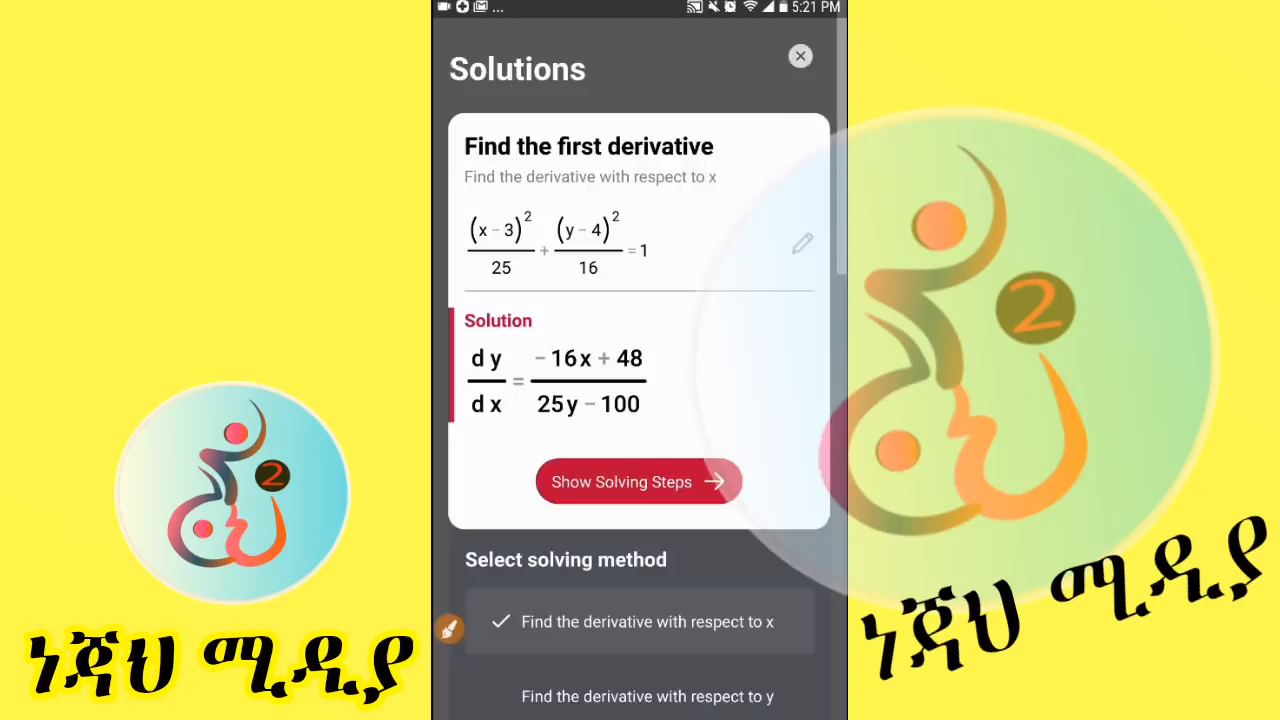 ... 5:21 PM
Solutions
Find the first derivative
Find the derivative with respect to x
(x - 3)^2 / 25 + (y - 4)^2 / 16 = 1
Solution
dy / dx = -16x + 48 / 25y - 100
Show Solving Steps →
Select solving method
✓ Find the derivative with respect to x
Find the derivative with respect to y
2
ነጃህ ሚዲያ
2
ነጃህ ሚዲያ